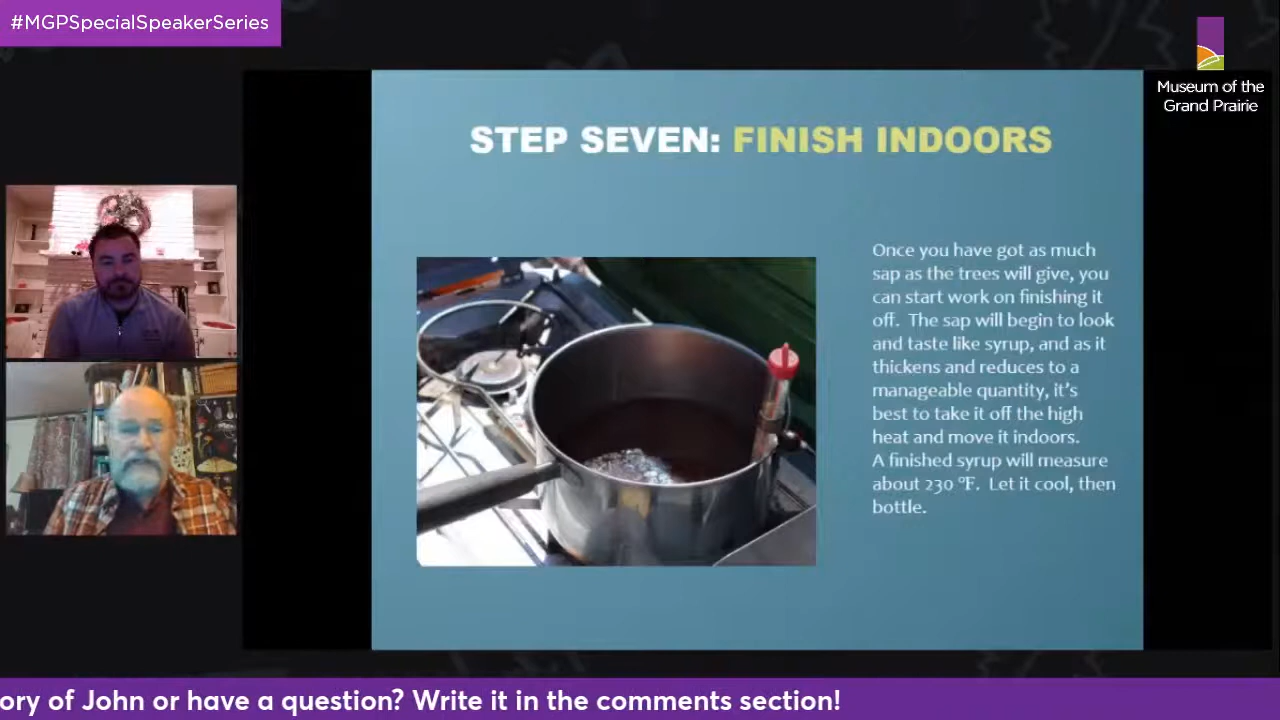 #MGPSpecialSpeakerSeries
Museum of the
Grand Prairie
STEP SEVEN: FINISH INDOORS
Once you have got as much
sap as the trees will give, you
can start work on finishing it
off.  The sap will begin to look
and taste like syrup, and as it
thickens and reduces to a
manageable quantity, it's
best to take it off the high
heat and move it indoors.
A finished syrup will measure
about 230 °F.  Let it cool, then
bottle.
ory of John or have a question? Write it in the comments section!